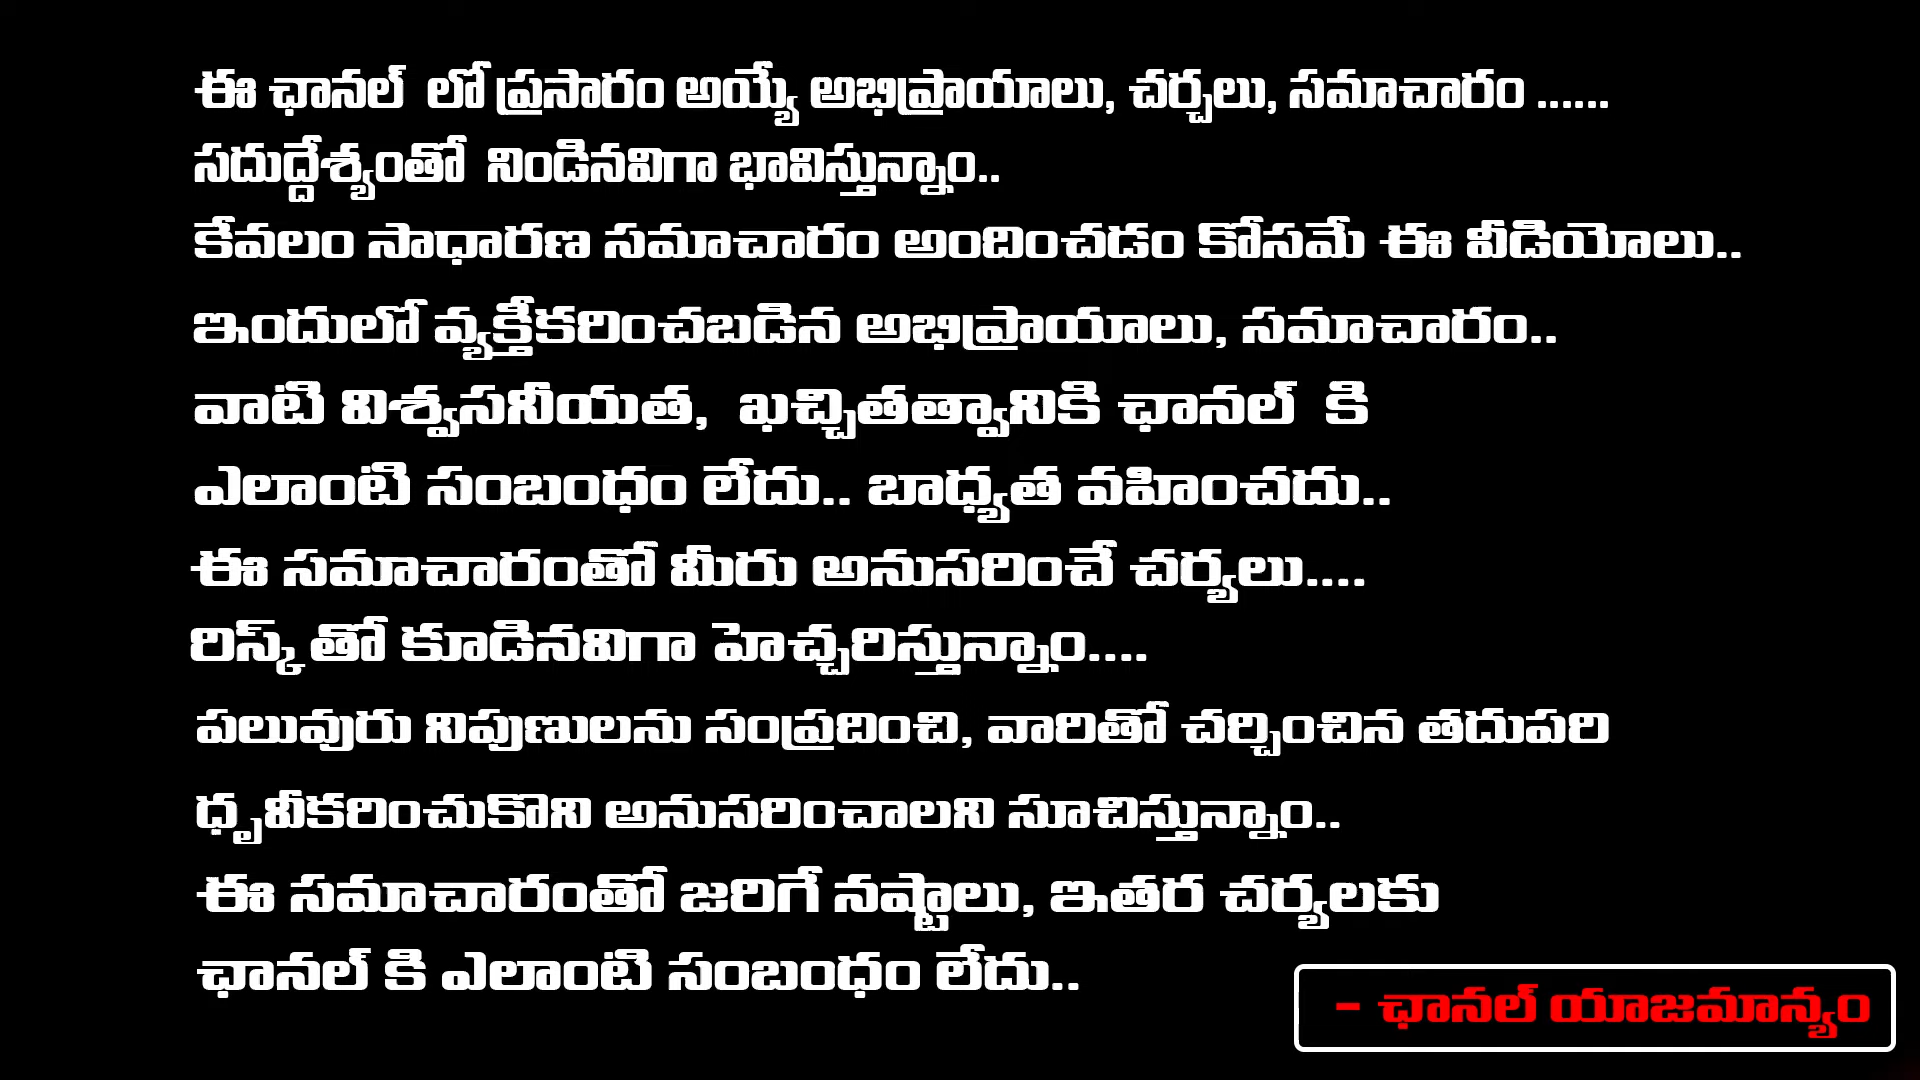 ఈ ఛానల్ లో ప్రసారం అయ్యే అభిప్రాయాలు, చర్చలు, సమాచారం ......
సదుద్దేశ్యంతో నిండినవిగా భావిస్తున్నాం..
కేవలం సాధారణ సమాచారం అందించడం కోసమే ఈ వీడియోలు..
ఇందులో వ్యక్తీకరించబడిన అభిప్రాయాలు, సమాచారం..
వాటి విశ్వసనీయత, ఖచ్చితత్వానికి ఛానల్ కి
ఎలాంటి సంబంధం లేదు.. బాధ్యత వహించదు..
ఈ సమాచారంతో మీరు అనుసరించే చర్యలు....
రిస్క్ తో కూడినవిగా హెచ్చరిస్తున్నాం....
పలువురు నిపుణులను సంప్రదించి, వారితో చర్చించిన తదుపరి
ధృవీకరించుకొని అనుసరించాలని సూచిస్తున్నాం..
ఈ సమాచారంతో జరిగే నష్టాలు, ఇతర చర్యలకు
ఛానల్ కి ఎలాంటి సంబంధం లేదు..
- ఛానల్ యాజమాన్యం